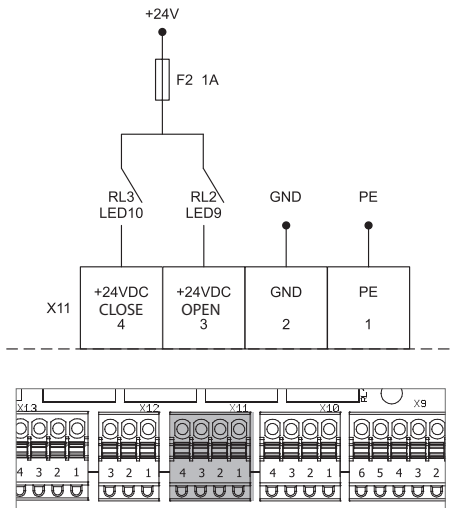 +24V
F2 1A
RL3 RL2 GND PE
LED10 LED9
+24VDC +24VDC GND PE
X11 CLOSE OPEN
4 3 2 1
X13 X12 X11 X10 X9
4 3 2 1 3 2 1 4 3 2 1 4 3 2 1 6 5 4 3 2